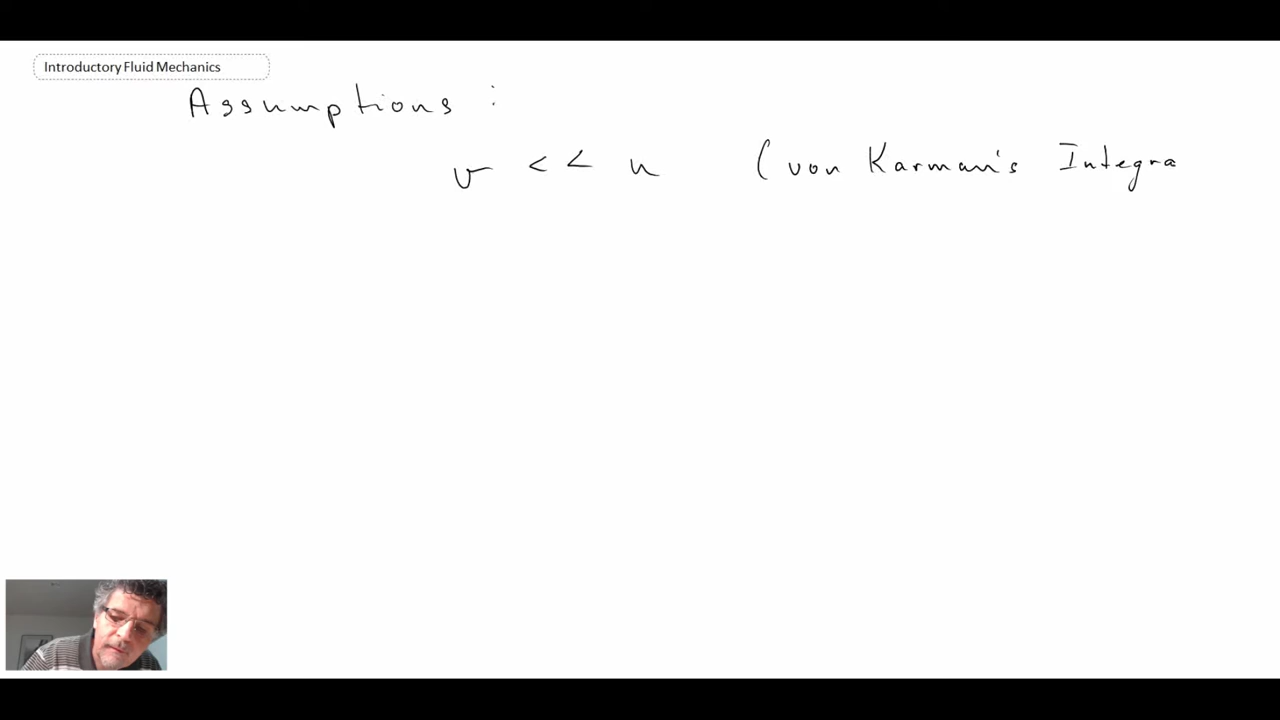 Introductory Fluid Mechanics
Assumptions :
v << u (von Karman's Integra